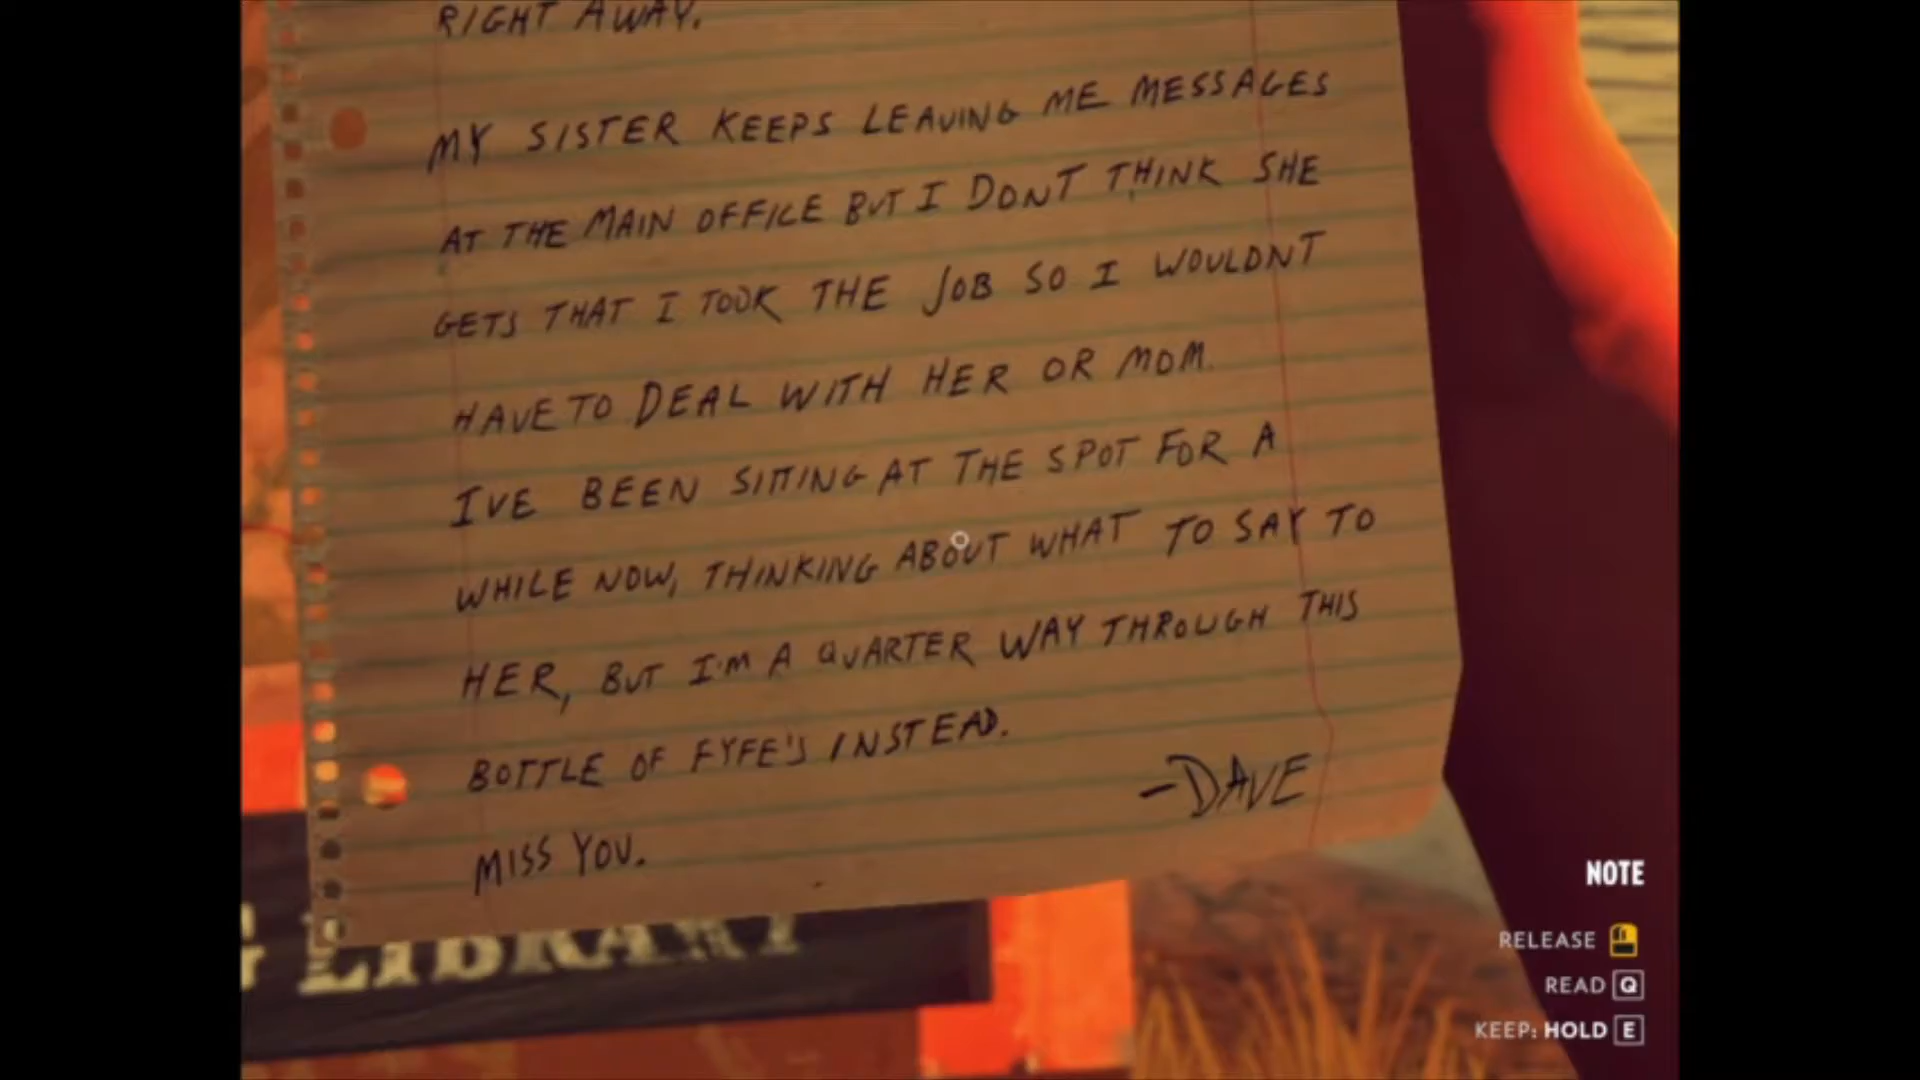 RIGHT AWAY.
MY SISTER KEEPS LEAVING ME MESSAGES
AT THE MAIN OFFICE BUT I DONT THINK SHE
GETS THAT I TOOK THE JOB SO I WOULDNT
HAVE TO DEAL WITH HER OR MOM.
IVE BEEN SITTING AT THE SPOT FOR A
WHILE NOW, THINKING ABOUT WHAT TO SAY TO
HER, BUT I'M A QUARTER WAY THROUGH THIS
BOTTLE OF FYFE'S INSTEAD.
-DAVE
MISS YOU.
LIBRARY
NOTE
RELEASE
READ Q
KEEP: HOLD E